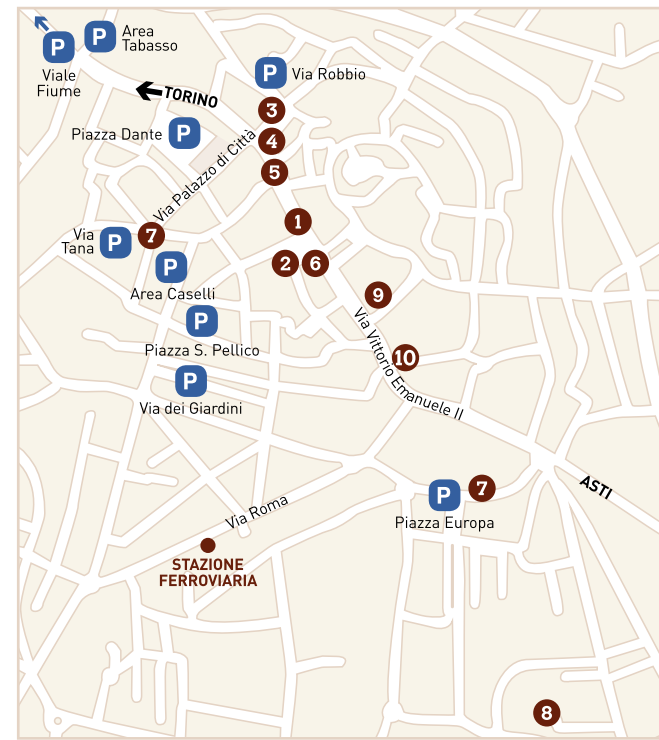 P
P
Area
Tabasso
Viale
Fiume
P
Via Robbio
TORINO
3
Piazza Dante
P
4
Via Palazzo di Città
5
1
Via
Tana
P
7
2
6
P
Area Caselli
9
P
Piazza S. Pellico
Via Vittorio Emanuele II
10
P
Via dei Giardini
ASTI
P
7
Piazza Europa
Via Roma
STAZIONE
FERROVIARIA
8